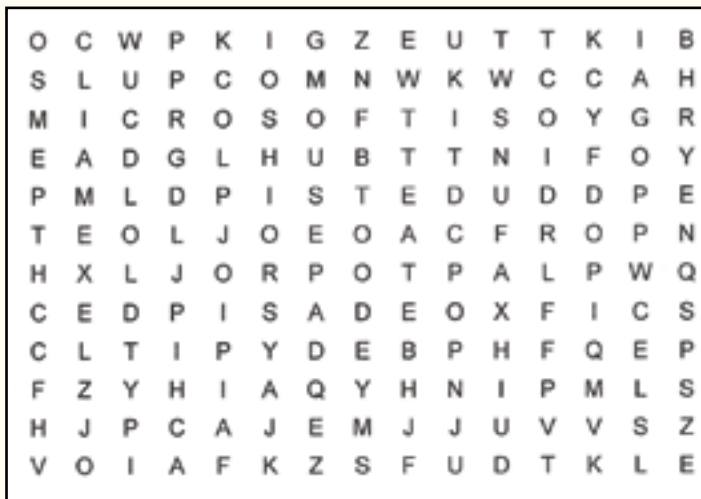 O C W P K I G Z E U T T K I B
S L U P C O M N W K W C C A H
M I C R O S O F T I S O Y G R
E A D G L H U B T T N I F O Y
P M L D P I S T E D U D D P E
T E O L J O E O A C F R O P N
H X L J O R P O T P A L P W Q
C E D P I S A D E O X F I C S
C L T I P Y D E B P H F Q E P
F Z Y H I A Q Y H N I P M L S
H J P C A J E M J J U V V S Z
V O I A F K Z S F U D T K L E